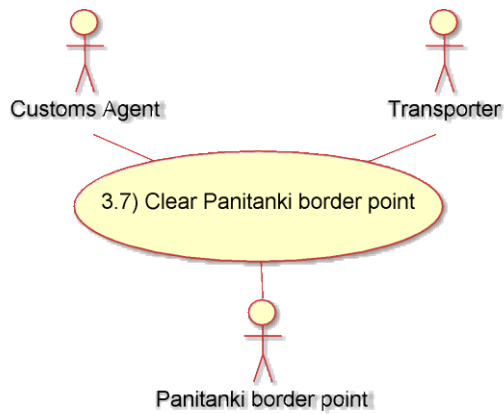 Customs Agent
Transporter
3.7) Clear Panitanki border point
Panitanki border point